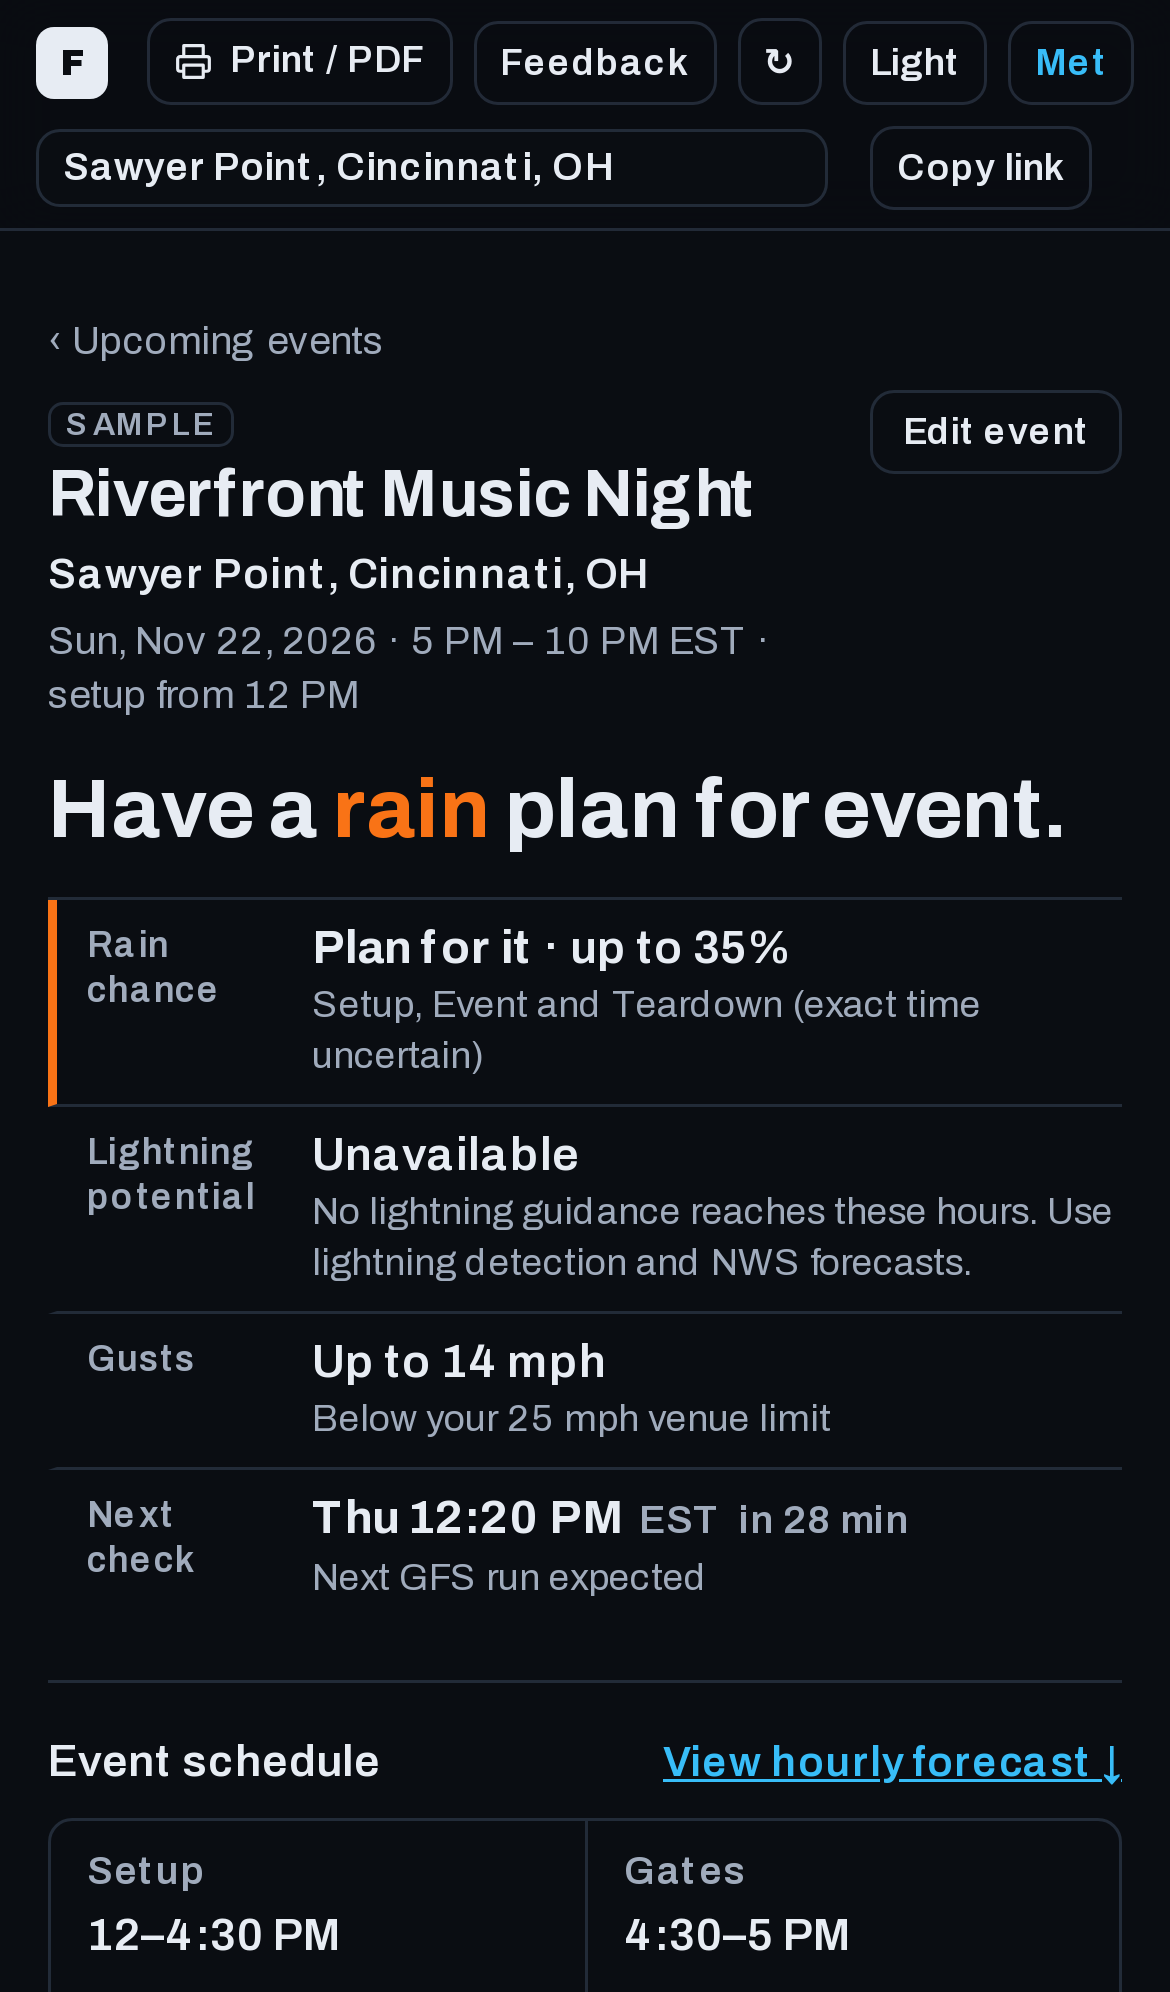 F
Print / PDF
Feedback
↻
Light
Met
Sawyer Point, Cincinnati, OH
Copy link
‹ Upcoming events
SAMPLE
Edit event
Riverfront Music Night
Sawyer Point, Cincinnati, OH
Sun, Nov 22, 2026 · 5 PM – 10 PM EST ·
setup from 12 PM
Have a rain plan for event.
Rain
chance
Plan for it · up to 35%
Setup, Event and Teardown (exact time
uncertain)
Lightning
potential
Unavailable
No lightning guidance reaches these hours. Use
lightning detection and NWS forecasts.
Gusts
Up to 14 mph
Below your 25 mph venue limit
Next
check
Thu 12:20 PM EST in 28 min
Next GFS run expected
Event schedule
View hourly forecast ↓
Setup
12–4:30 PM
Gates
4:30–5 PM